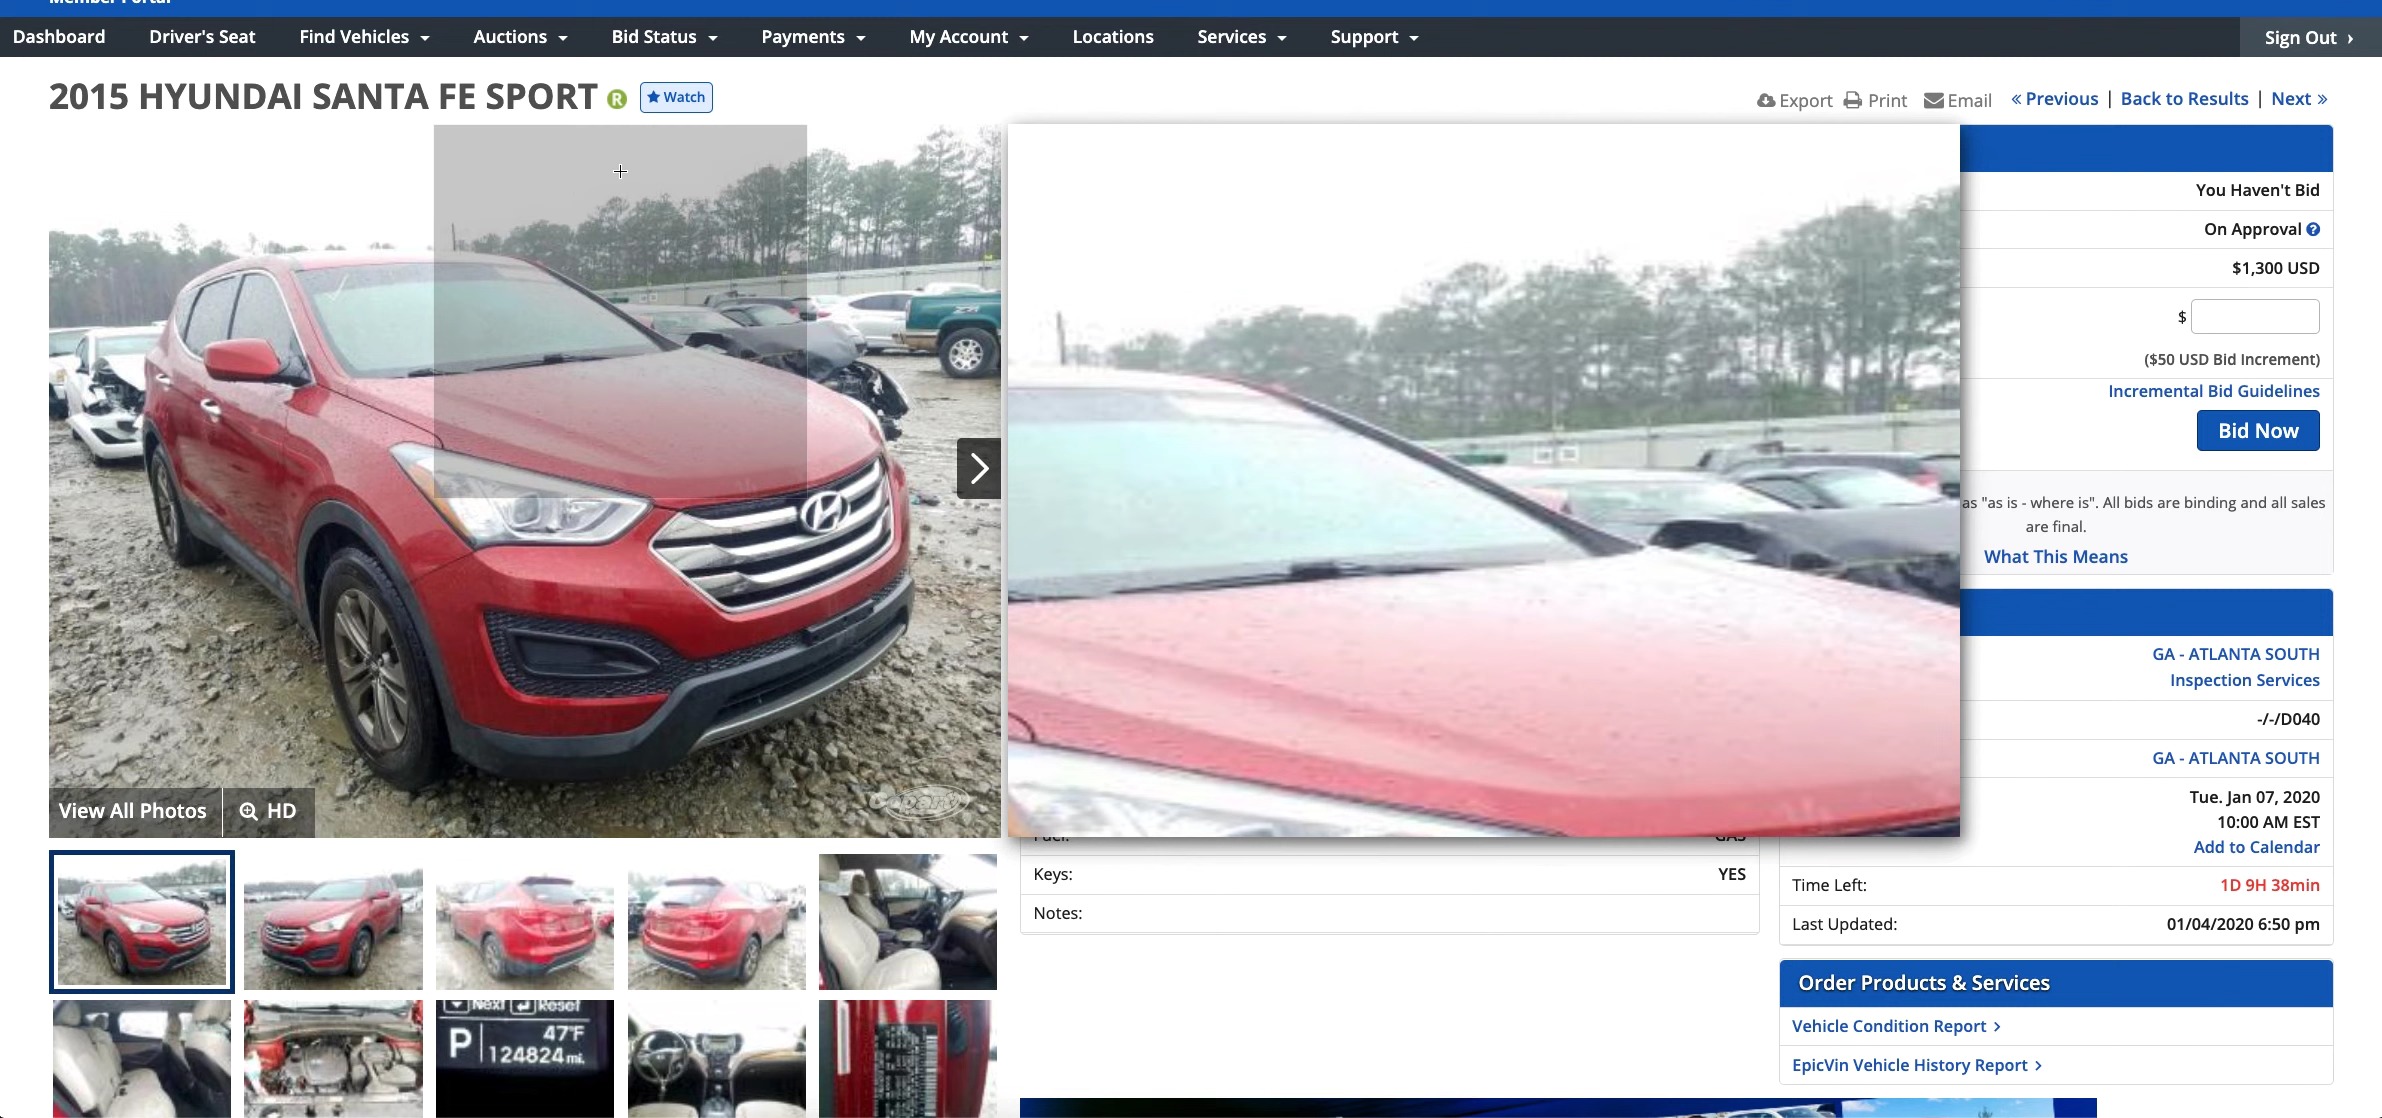 Dashboard
Driver's Seat
Find Vehicles
Auctions
Bid Status
Payments
My Account
Locations
Services
Support
Sign Out ›
2015 HYUNDAI SANTA FE SPORT
R
Watch
Export
Print
Email
« Previous | Back to Results | Next »
You Haven't Bid
On Approval ?
$1,300 USD
$
($50 USD Bid Increment)
Incremental Bid Guidelines
Bid Now
as "as is - where is". All bids are binding and all sales
are final.
What This Means
GA - ATLANTA SOUTH
Inspection Services
-/-/D040
GA - ATLANTA SOUTH
Tue. Jan 07, 2020
10:00 AM EST
Add to Calendar
Time Left: 1D 9H 38min
Last Updated: 01/04/2020 6:50 pm
Order Products & Services
Vehicle Condition Report ›
EpicVin Vehicle History Report ›
Z71
Copart
View All Photos
HD
Keys: YES
Notes:
Next Reset
P
47°F
124824 mi.